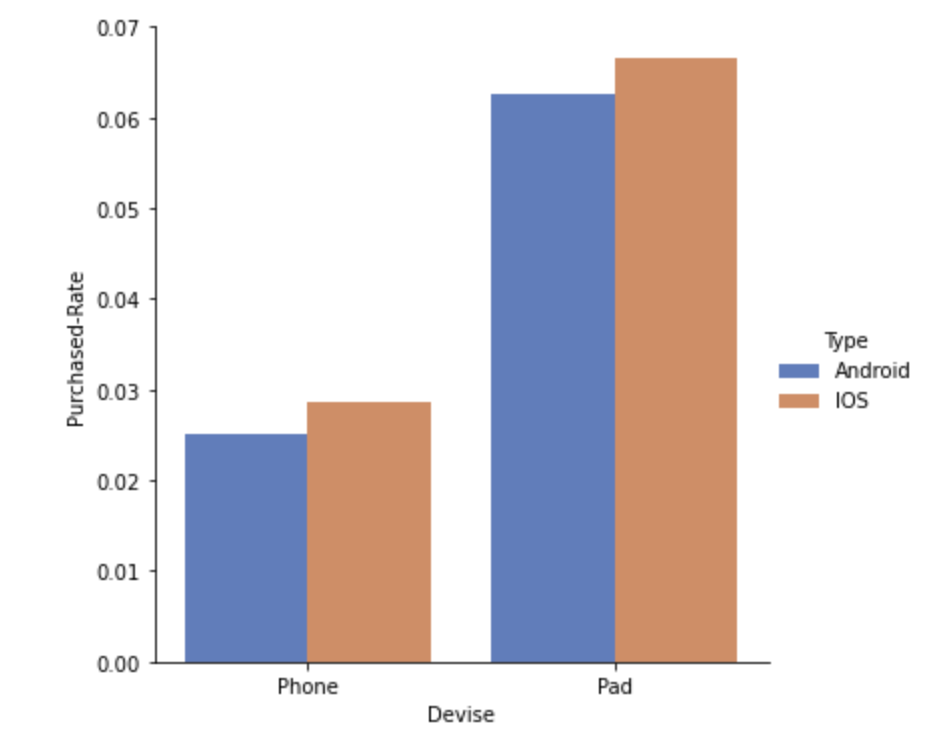 0.07
0.06
0.05
0.04
0.03
0.02
0.01
0.00
Purchased-Rate
Phone
Pad
Devise
Type
Android
IOS